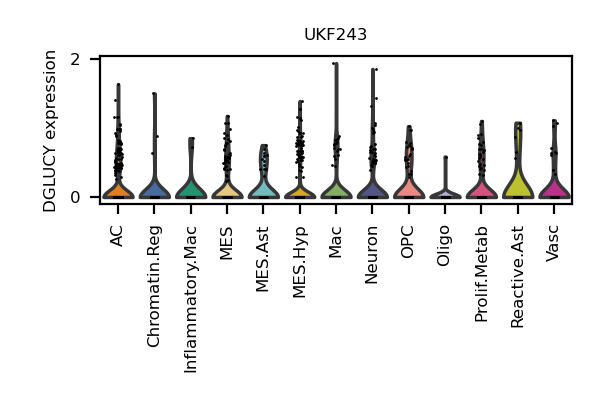 UKF243
DGLUCY expression
2
0
AC
Chromatin.Reg
Inflammatory.Mac
MES
MES.Ast
MES.Hyp
Mac
Neuron
OPC
Oligo
Prolif.Metab
Reactive.Ast
Vasc